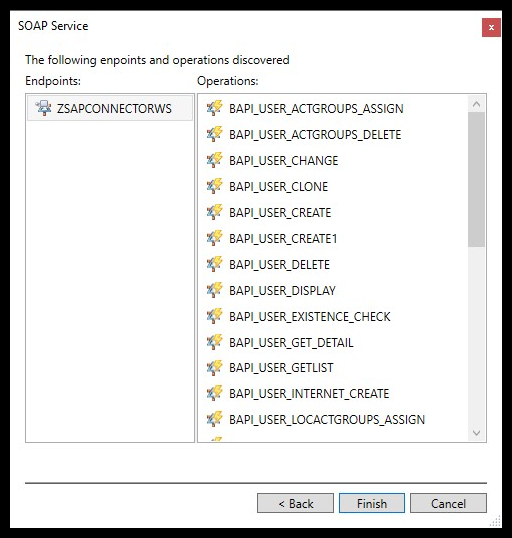 SOAP Service
x
The following enpoints and operations discovered
Endpoints:
Operations:
ZSAPCONNECTORWS
BAPI_USER_ACTGROUPS_ASSIGN
BAPI_USER_ACTGROUPS_DELETE
BAPI_USER_CHANGE
BAPI_USER_CLONE
BAPI_USER_CREATE
BAPI_USER_CREATE1
BAPI_USER_DELETE
BAPI_USER_DISPLAY
BAPI_USER_EXISTENCE_CHECK
BAPI_USER_GET_DETAIL
BAPI_USER_GETLIST
BAPI_USER_INTERNET_CREATE
BAPI_USER_LOCACTGROUPS_ASSIGN
< Back
Finish
Cancel